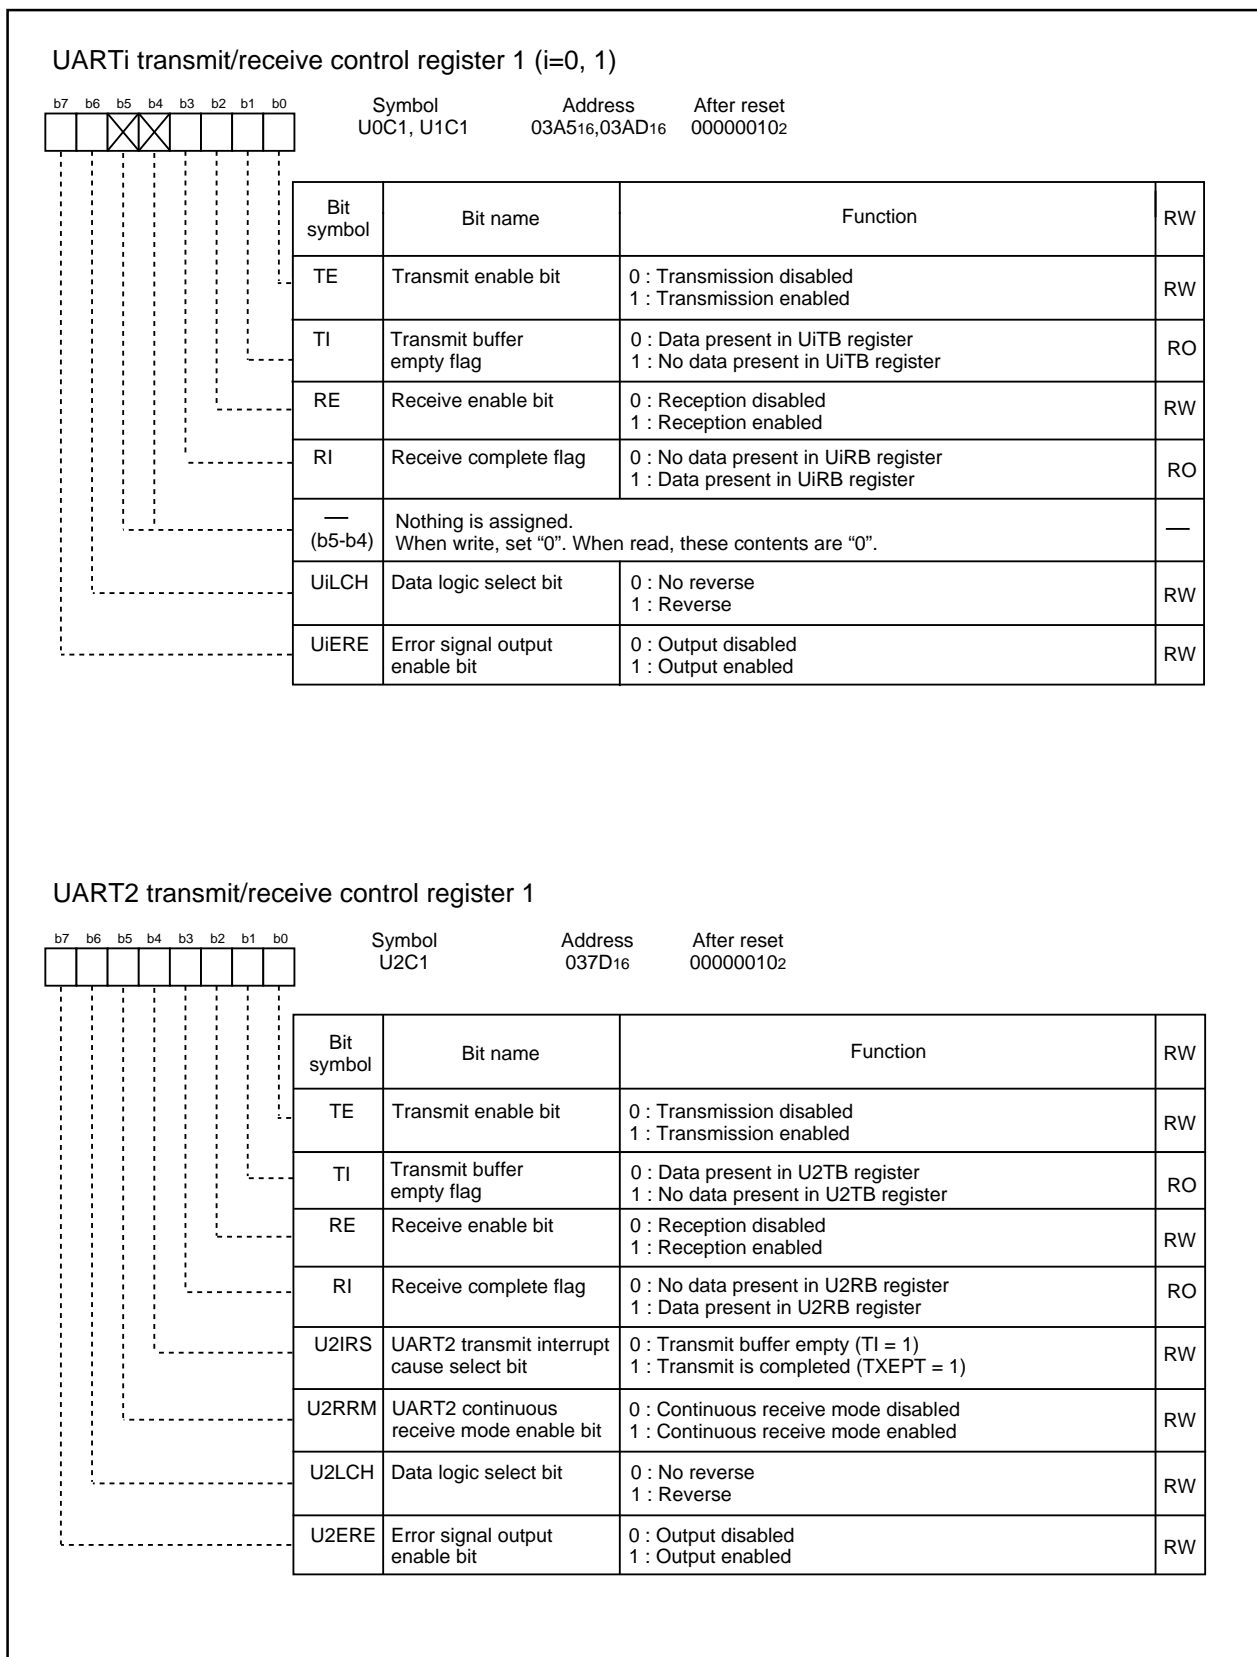 UARTi transmit/receive control register 1 (i=0, 1)
b7 b6 b5 b4 b3 b2 b1 b0
Symbol Address After reset
U0C1, U1C1 03A516,03AD16 000000102
Bit symbol Bit name Function RW
TE Transmit enable bit 0 : Transmission disabled
1 : Transmission enabled RW
TI Transmit buffer empty flag 0 : Data present in UiTB register
1 : No data present in UiTB register RO
RE Receive enable bit 0 : Reception disabled
1 : Reception enabled RW
RI Receive complete flag 0 : No data present in UiRB register
1 : Data present in UiRB register RO
— (b5-b4) Nothing is assigned.
When write, set “0”. When read, these contents are “0”. —
UiLCH Data logic select bit 0 : No reverse
1 : Reverse RW
UiERE Error signal output enable bit 0 : Output disabled
1 : Output enabled RW
UART2 transmit/receive control register 1
b7 b6 b5 b4 b3 b2 b1 b0
Symbol Address After reset
U2C1 037D16 000000102
Bit symbol Bit name Function RW
TE Transmit enable bit 0 : Transmission disabled
1 : Transmission enabled RW
TI Transmit buffer empty flag 0 : Data present in U2TB register
1 : No data present in U2TB register RO
RE Receive enable bit 0 : Reception disabled
1 : Reception enabled RW
RI Receive complete flag 0 : No data present in U2RB register
1 : Data present in U2RB register RO
U2IRS UART2 transmit interrupt cause select bit 0 : Transmit buffer empty (TI = 1)
1 : Transmit is completed (TXEPT = 1) RW
U2RRM UART2 continuous receive mode enable bit 0 : Continuous receive mode disabled
1 : Continuous receive mode enabled RW
U2LCH Data logic select bit 0 : No reverse
1 : Reverse RW
U2ERE Error signal output enable bit 0 : Output disabled
1 : Output enabled RW